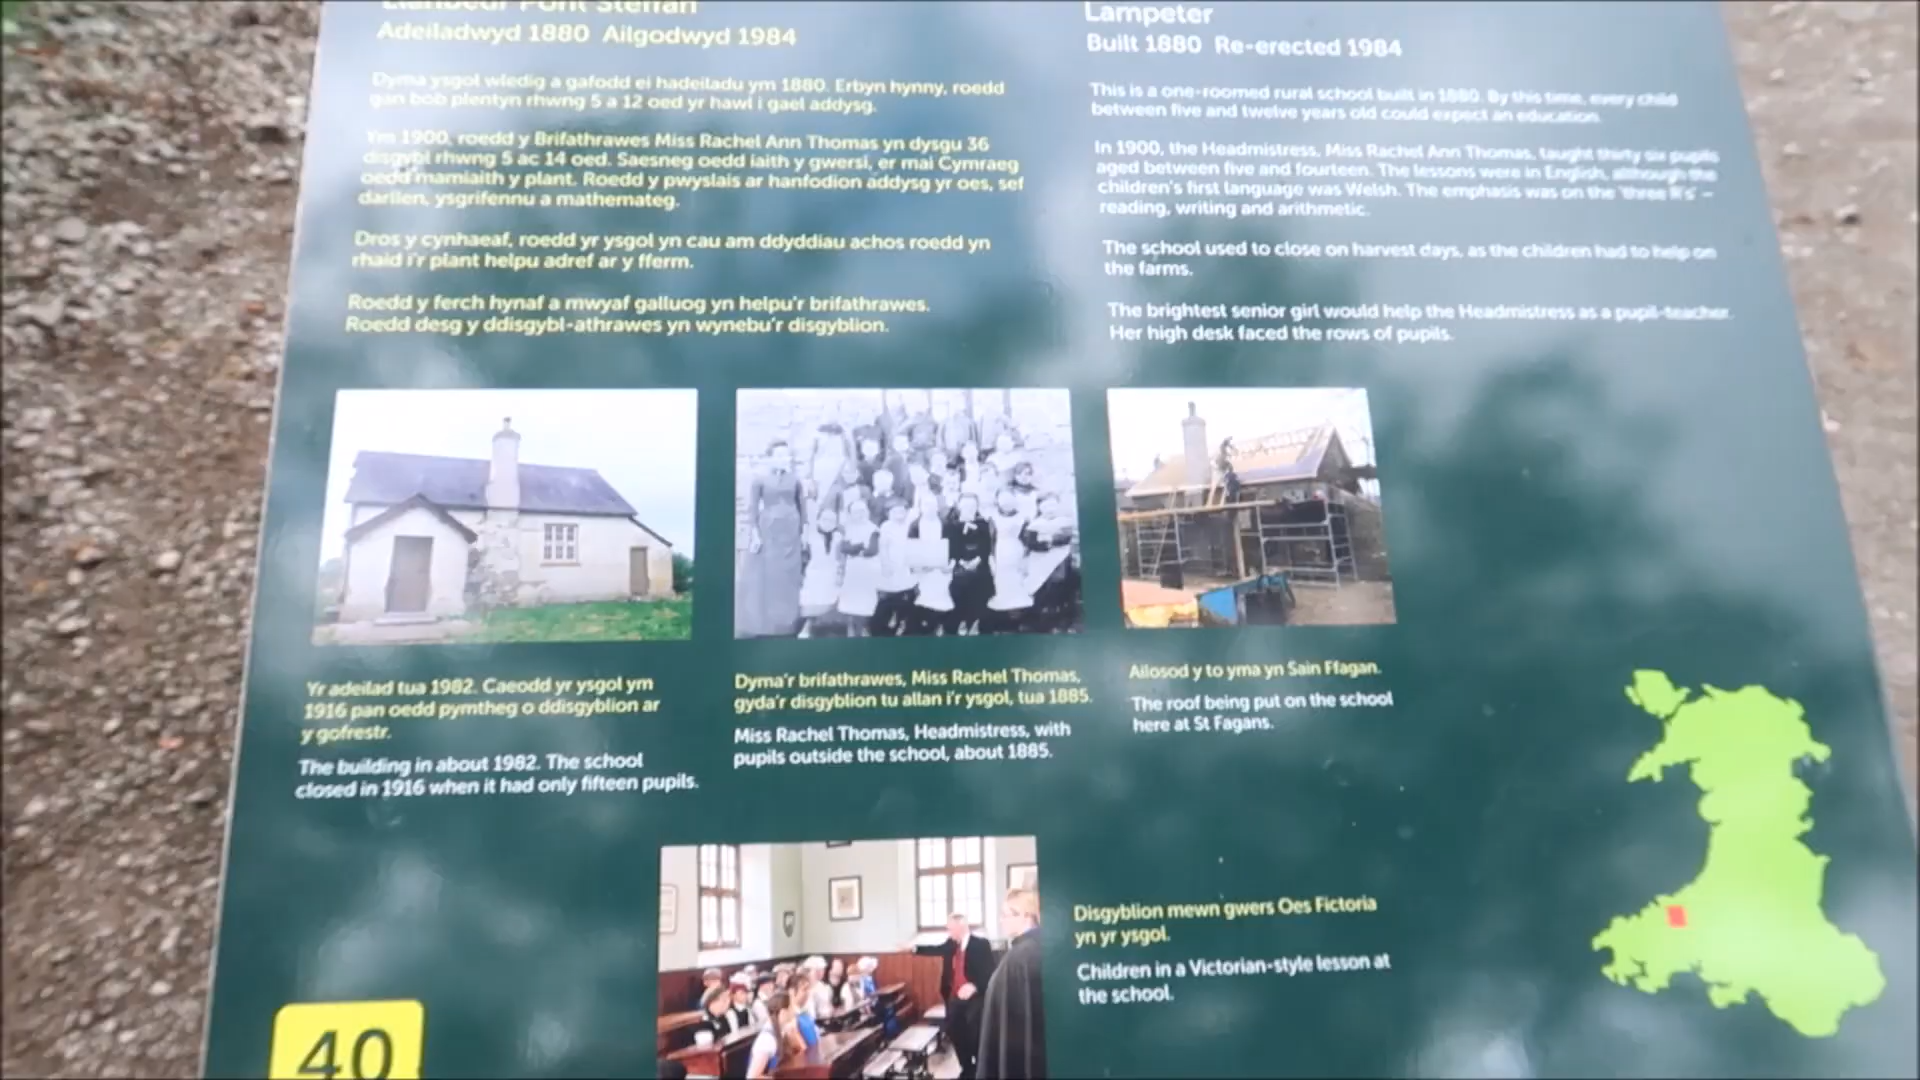 Llanbedr Pont Steffan
Adeiladwyd 1880 Ailgodwyd 1984
Dyma ysgol wledig a gafodd ei hadeiladu ym 1880. Erbyn hynny, roedd
gan bob plentyn rhwng 5 a 12 oed yr hawl i gael addysg.
Ym 1900, roedd y Brifathrawes Miss Rachel Ann Thomas yn dysgu 36
disgybl rhwng 5 ac 14 oed. Saesneg oedd iaith y gwersi, er mai Cymraeg
oedd mamiaith y plant. Roedd y pwyslais ar hanfodion addysg yr oes, sef
darllen, ysgrifennu a mathemateg.
Dros y cynhaeaf, roedd yr ysgol yn cau am ddyddiau achos roedd yn
rhaid i'r plant helpu adref ar y fferm.
Roedd y ferch hynaf a mwyaf galluog yn helpu'r brifathrawes.
Roedd desg y ddisgybl-athrawes yn wynebu'r disgyblion.
Lampeter
Built 1880 Re-erected 1984
This is a one-roomed rural school built in 1880. By this time, every child
between five and twelve years old could expect an education.
In 1900, the Headmistress, Miss Rachel Ann Thomas, taught thirty six pupils
aged between five and fourteen. The lessons were in English, although the
children's first language was Welsh. The emphasis was on the 'three R's' –
reading, writing and arithmetic.
The school used to close on harvest days, as the children had to help on
the farms.
The brightest senior girl would help the Headmistress as a pupil-teacher.
Her high desk faced the rows of pupils.
Yr adeilad tua 1982. Caeodd yr ysgol ym
1916 pan oedd pymtheg o ddisgyblion ar
y gofrestr.
The building in about 1982. The school
closed in 1916 when it had only fifteen pupils.
Dyma'r brifathrawes, Miss Rachel Thomas,
gyda'r disgyblion tu allan i'r ysgol, tua 1885.
Miss Rachel Thomas, Headmistress, with
pupils outside the school, about 1885.
Ailosod y to yma yn Sain Ffagan.
The roof being put on the school
here at St Fagans.
Disgyblion mewn gwers Oes Fictoria
yn yr ysgol.
Children in a Victorian-style lesson at
the school.
40